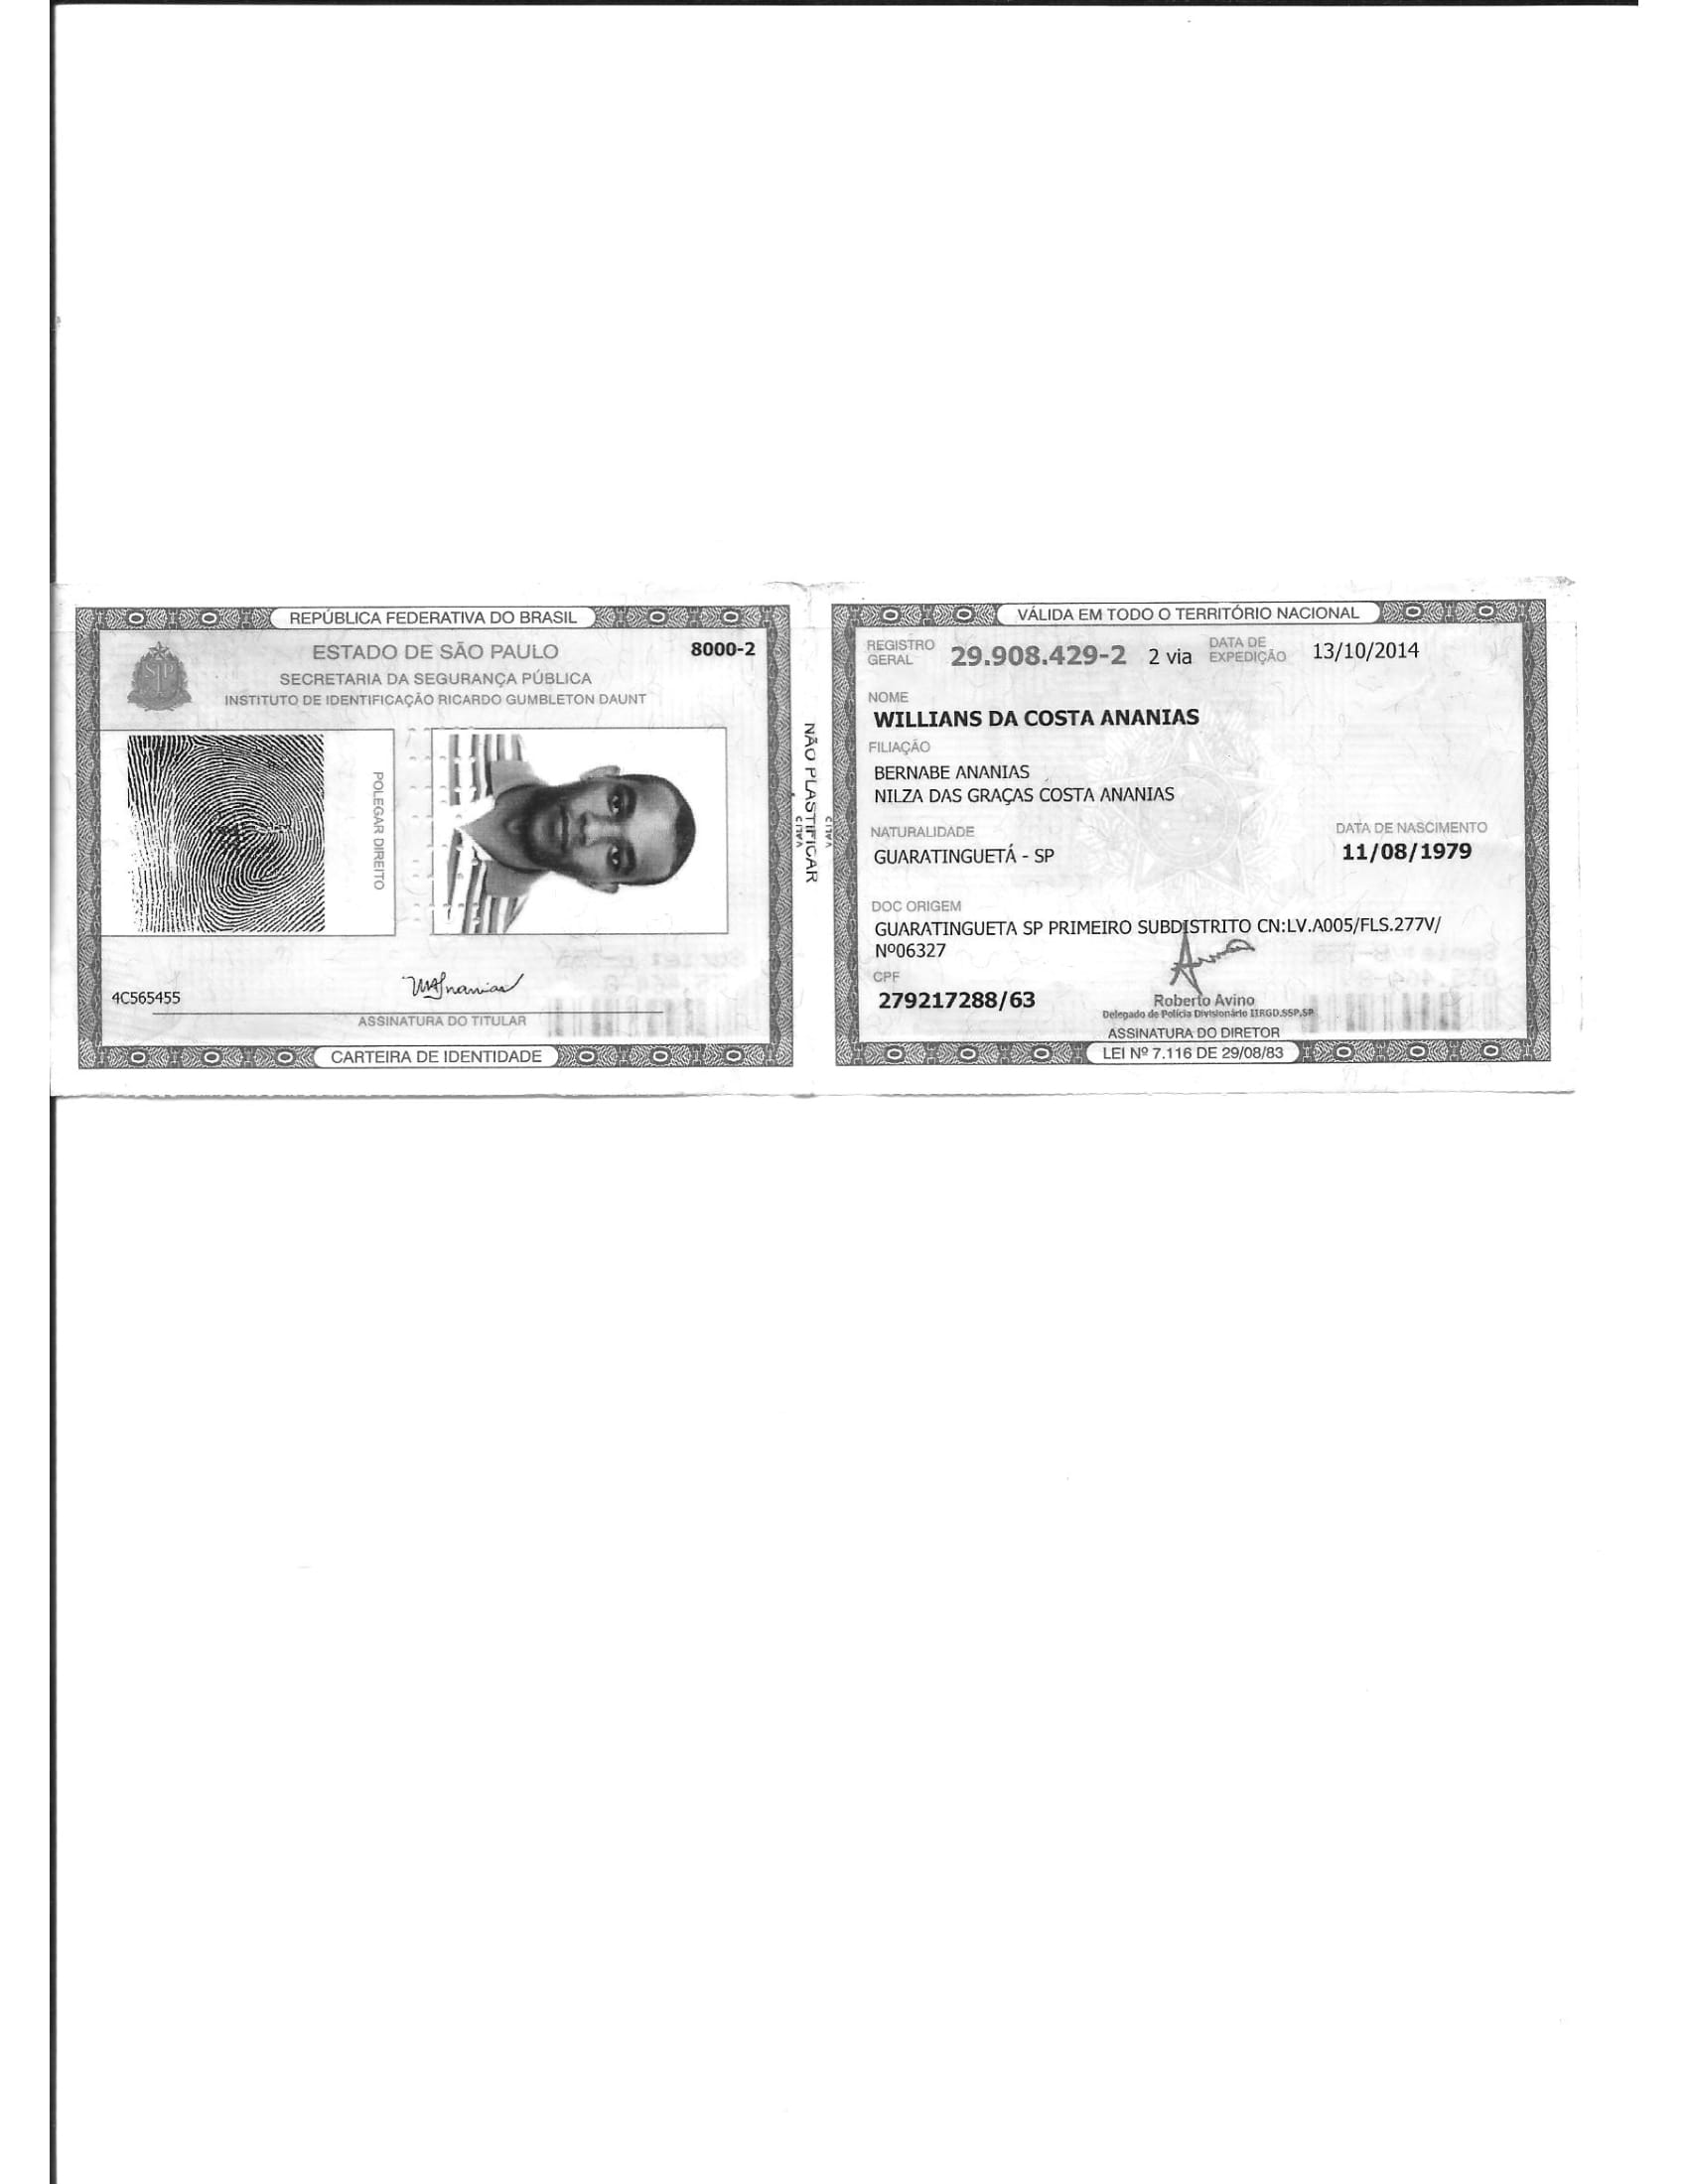 REPÚBLICA FEDERATIVA DO BRASIL
ESTADO DE SÃO PAULO
8000-2
SECRETARIA DA SEGURANÇA PÚBLICA
INSTITUTO DE IDENTIFICAÇÃO RICARDO GUMBLETON DAUNT
POLEGAR DIREITO
4C565455
ASSINATURA DO TITULAR
CARTEIRA DE IDENTIDADE
NÃO PLASTIFICAR
VÁLIDA EM TODO O TERRITÓRIO NACIONAL
REGISTRO GERAL 29.908.429-2 2 via DATA DE EXPEDIÇÃO 13/10/2014
NOME
WILLIANS DA COSTA ANANIAS
FILIAÇÃO
BERNABE ANANIAS
NILZA DAS GRAÇAS COSTA ANANIAS
NATURALIDADE
GUARATINGUETÁ - SP
DATA DE NASCIMENTO
11/08/1979
DOC ORIGEM
GUARATINGUETA SP PRIMEIRO SUBDISTRITO CN:LV.A005/FLS.277V/
Nº06327
CPF
279217288/63
Roberto Avino
Delegado de Polícia Divisionário IIRGD.SSP.SP
ASSINATURA DO DIRETOR
LEI Nº 7.116 DE 29/08/83